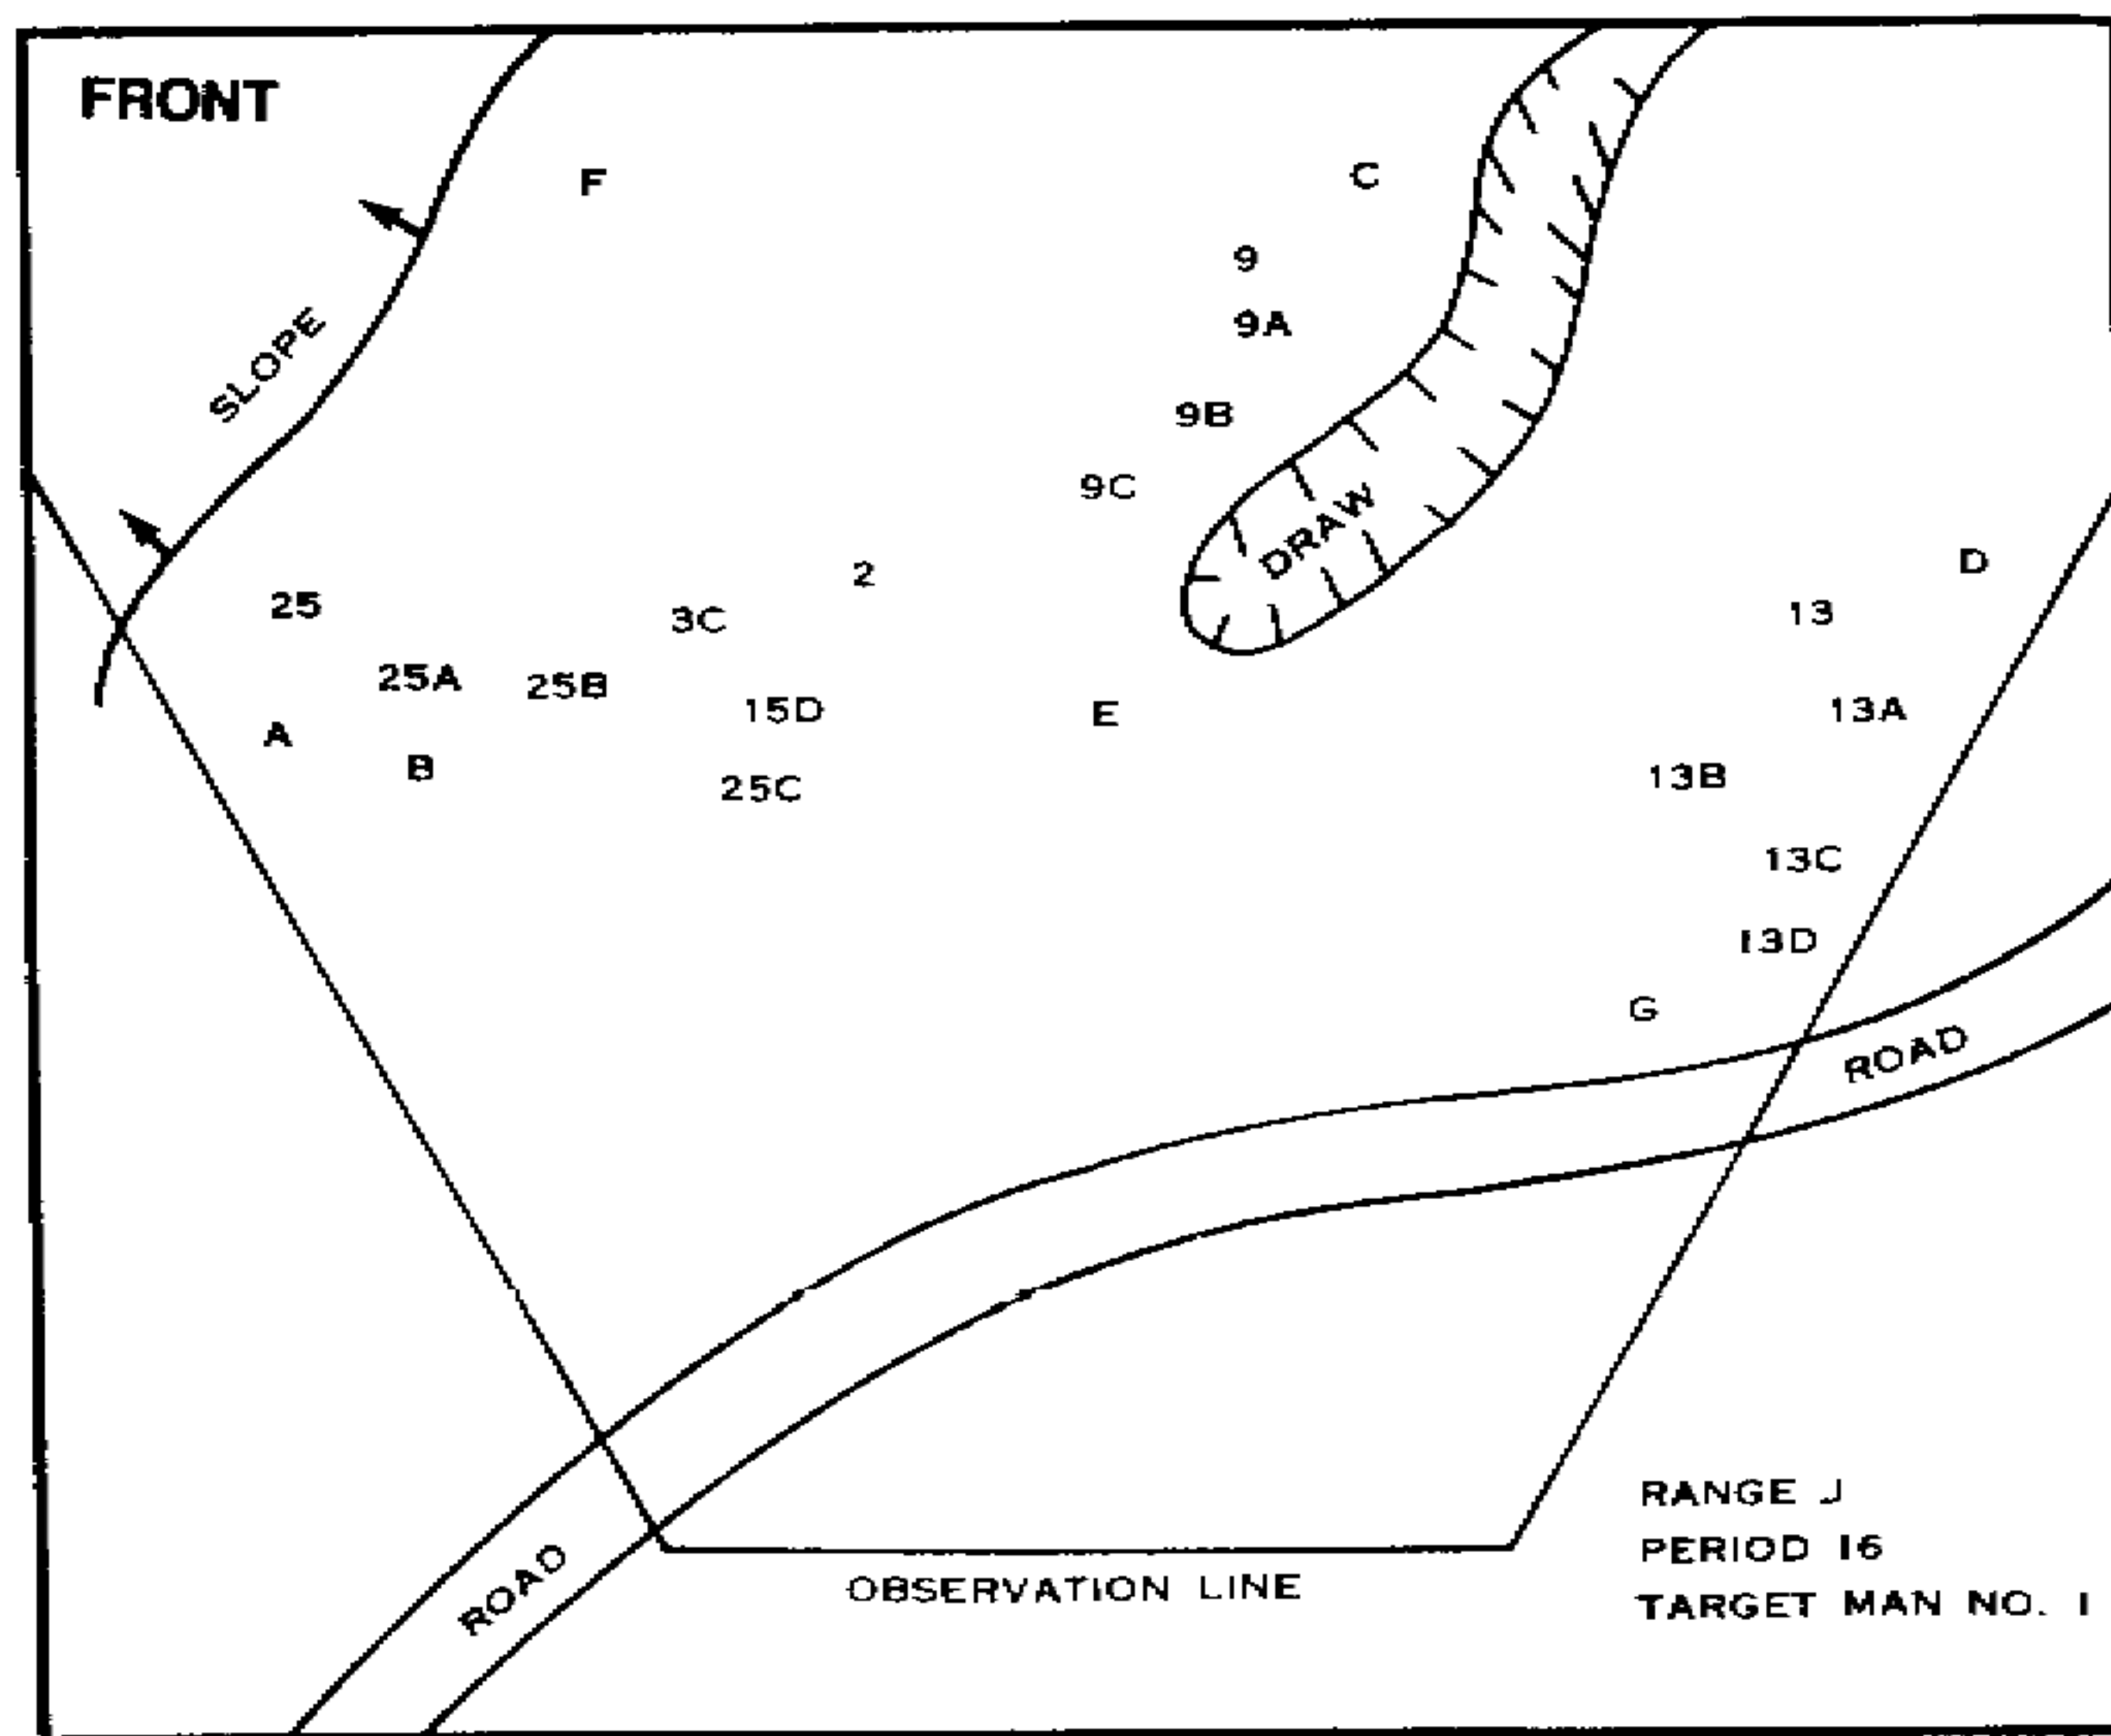 FRONT
F
C
9
SLOPE
9A
9B
9C
DRAW
2
D
25
3C
13
25A
25B
15D
E
13A
A
B
25C
13B
13C
13D
G
ROAD
ROAD
OBSERVATION LINE
RANGE J
PERIOD 16
TARGET MAN NO. 1